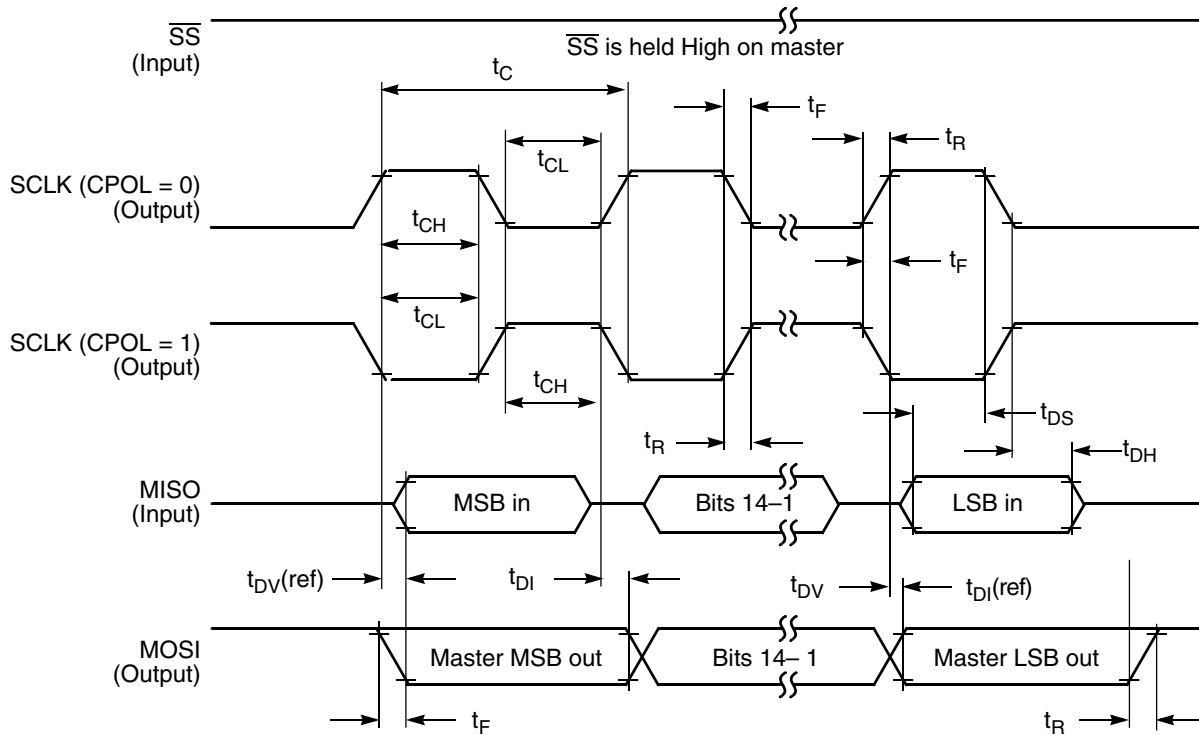 SS
(Input)
SS is held High on master
tC
tF
tR
tCL
SCLK (CPOL = 0)
(Output)
tCH
tF
tCL
SCLK (CPOL = 1)
(Output)
tCH
tDS
tR
tDH
MISO
(Input)
MSB in
Bits 14–1
LSB in
tDV(ref)
tDI
tDV
tDI(ref)
MOSI
(Output)
Master MSB out
Bits 14– 1
Master LSB out
tF
tR